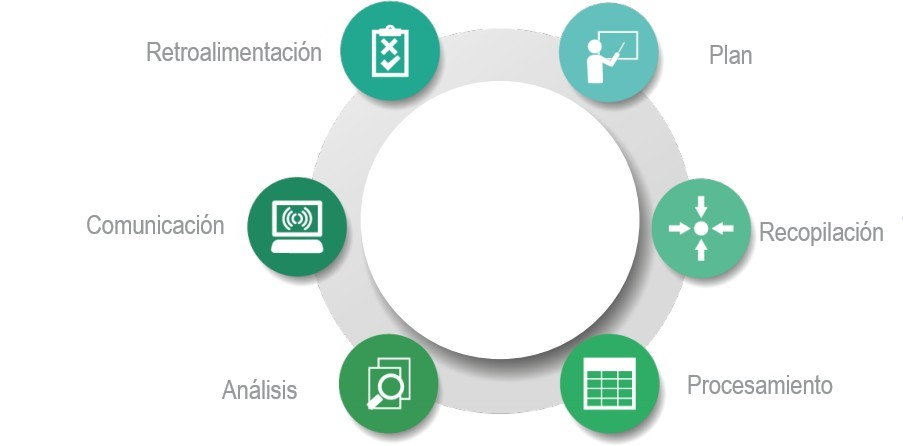 Retroalimentación
Plan
Comunicación
Recopilación
Análisis
Procesamiento